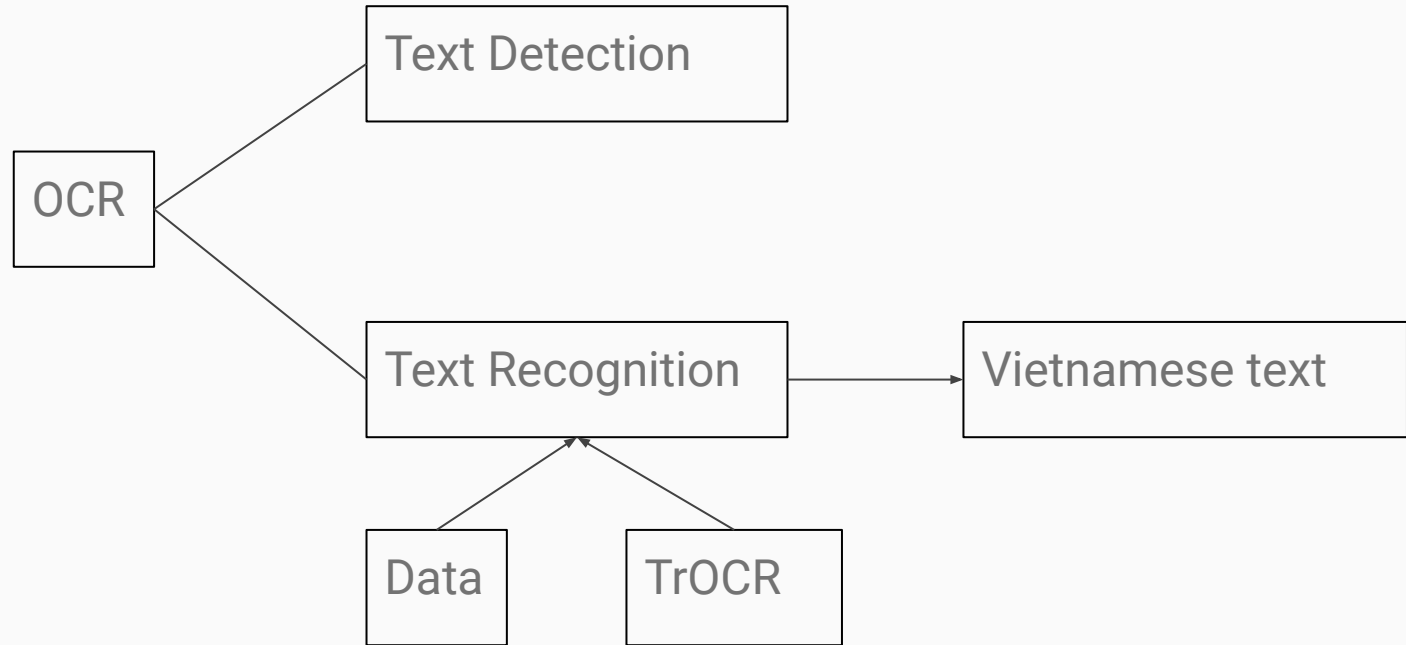 Text Detection
OCR
Text Recognition
Vietnamese text
Data
TrOCR